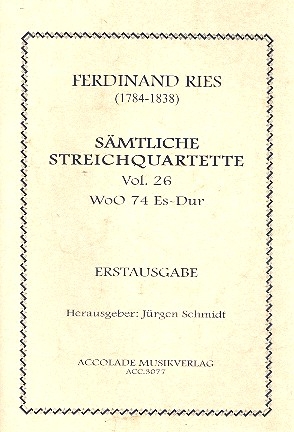 FERDINAND RIES
(1784-1838)
SÄMTLICHE
STREICHQUARTETTE
Vol. 26
WoO 74 Es-Dur
ERSTAUSGABE
Herausgeber: Jürgen Schmidt
ACCOLADE MUSIKVERLAG
ACC.3077